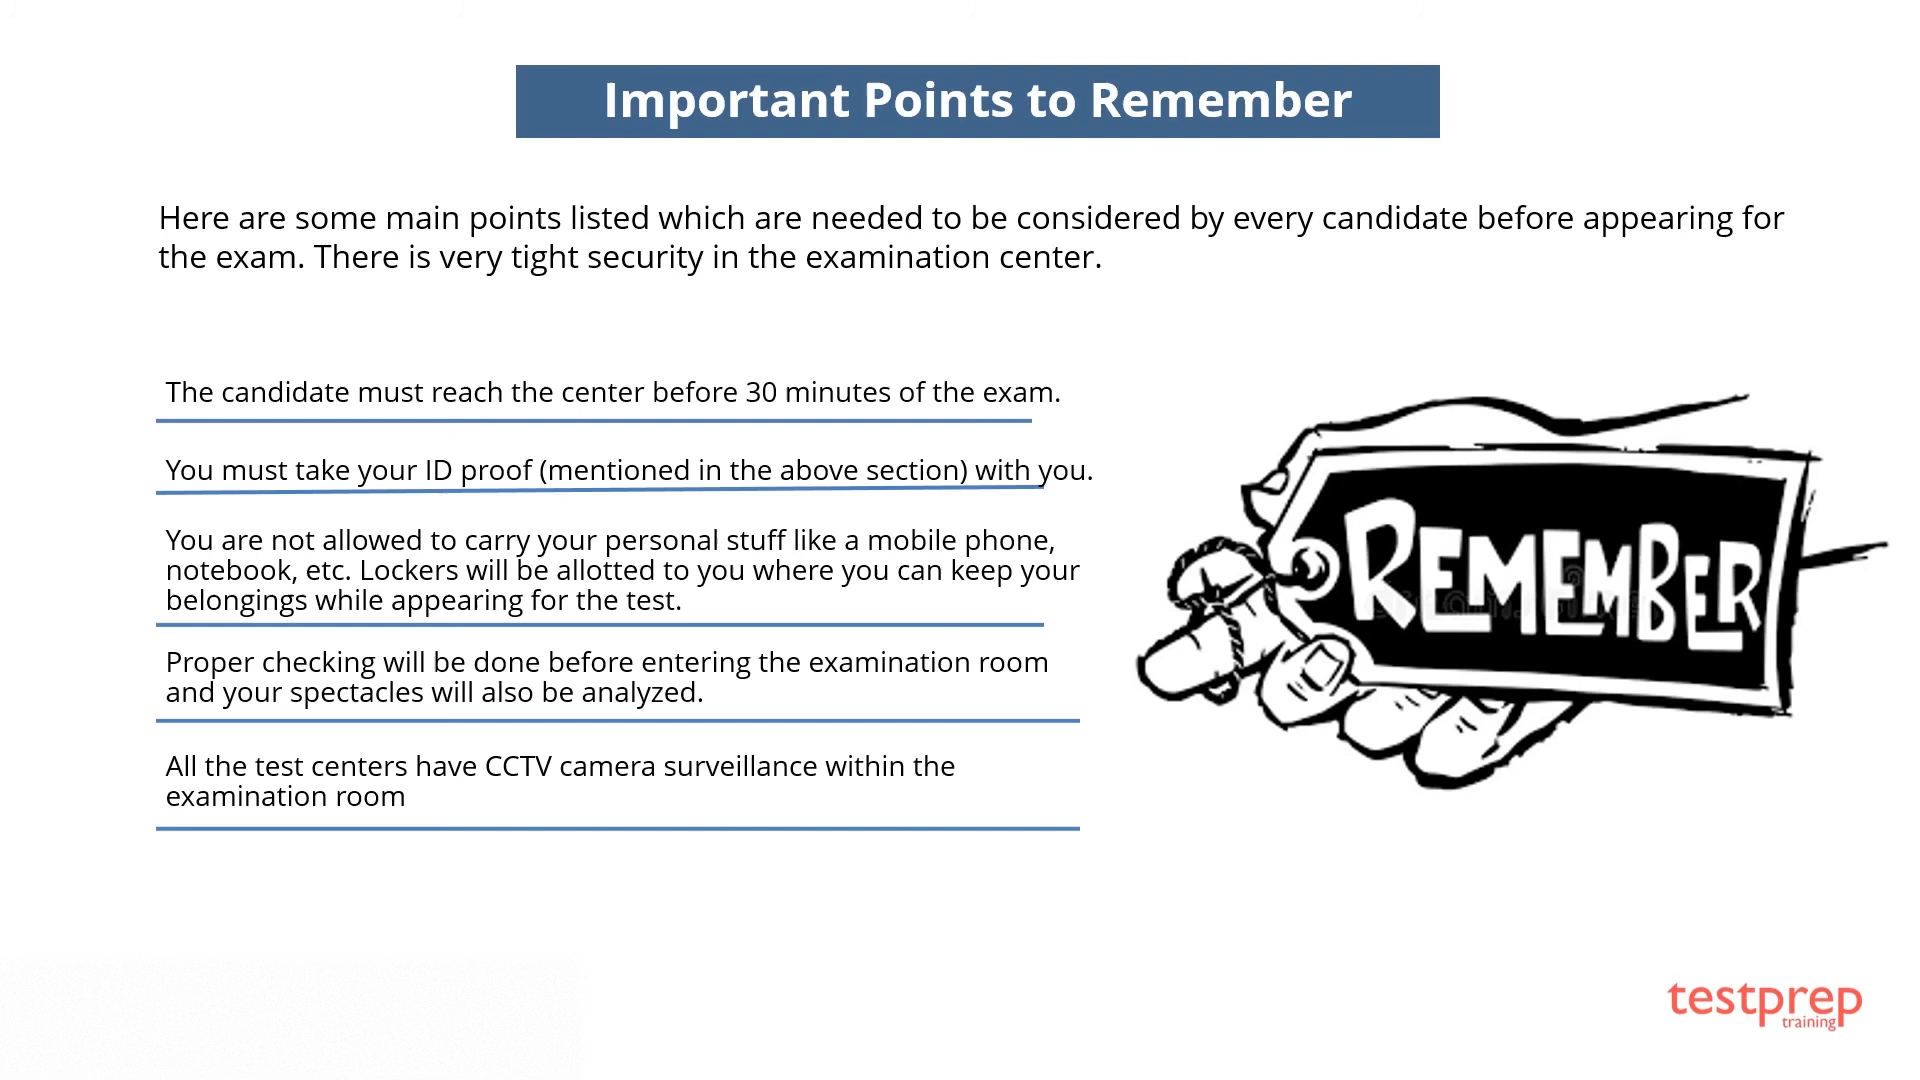 Important Points to Remember
Here are some main points listed which are needed to be considered by every candidate before appearing for
the exam. There is very tight security in the examination center.
The candidate must reach the center before 30 minutes of the exam.
You must take your ID proof (mentioned in the above section) with you.
You are not allowed to carry your personal stuff like a mobile phone,
notebook, etc. Lockers will be allotted to you where you can keep your
belongings while appearing for the test.
Proper checking will be done before entering the examination room
and your spectacles will also be analyzed.
All the test centers have CCTV camera surveillance within the
examination room
REMEMBER
testprep
training